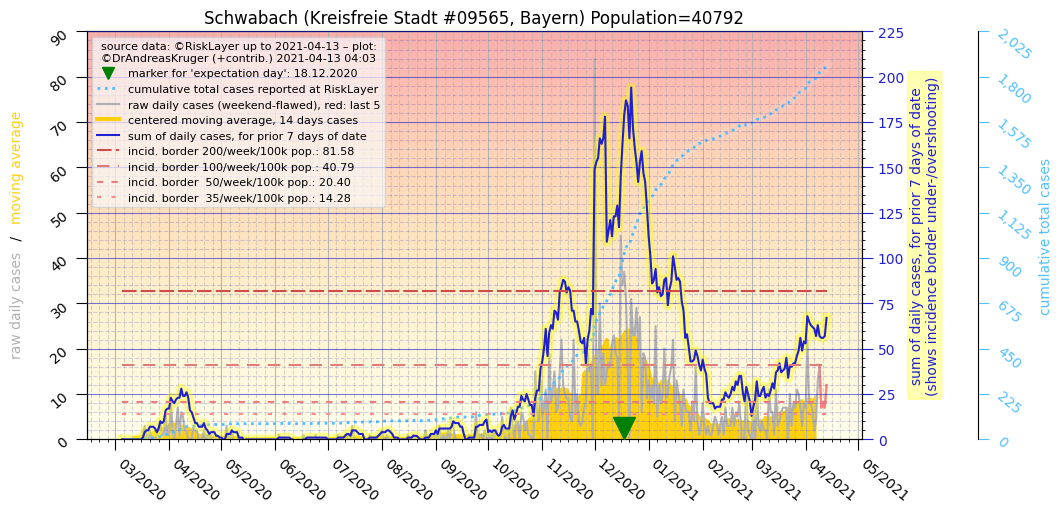 Schwabach (Kreisfreie Stadt #09565, Bayern) Population=40792
source data: ©RiskLayer up to 2021-04-13 – plot:
©DrAndreasKruger (+contrib.) 2021-04-13 04:03
marker for 'expectation day': 18.12.2020
cumulative total cases reported at RiskLayer
raw daily cases (weekend-flawed), red: last 5
centered moving average, 14 days cases
sum of daily cases, for prior 7 days of date
incid. border 200/week/100k pop.: 81.58
incid. border 100/week/100k pop.: 40.79
incid. border  50/week/100k pop.: 20.40
incid. border  35/week/100k pop.: 14.28
raw daily cases  /  moving average
90
80
70
60
50
40
30
20
10
0
03/2020
04/2020
05/2020
06/2020
07/2020
08/2020
09/2020
10/2020
11/2020
12/2020
01/2021
02/2021
03/2021
04/2021
05/2021
225
200
175
150
125
100
75
50
25
0
sum of daily cases, for prior 7 days of date
(shows incidence border under-/overshooting)
2,025
1,800
1,575
1,350
1,125
900
675
450
225
0
cumulative total cases